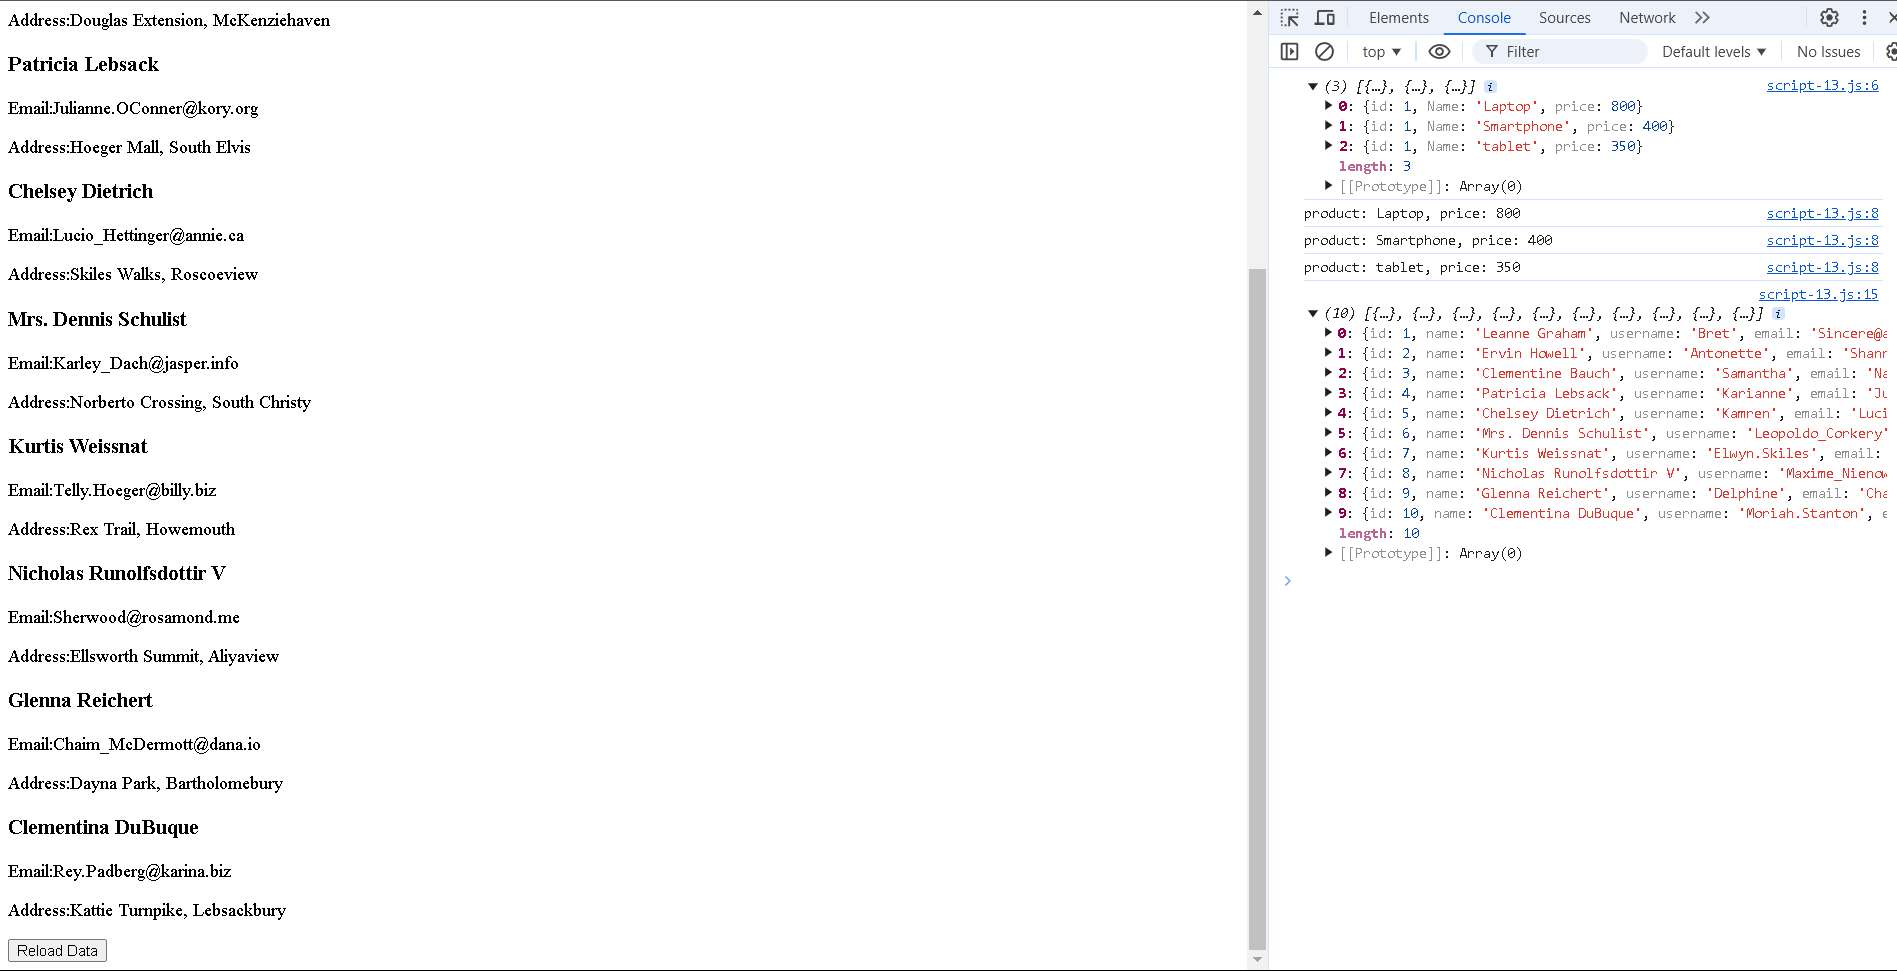 Address:Douglas Extension, McKenziehaven
Patricia Lebsack
Email:Julianne.OConner@kory.org
Address:Hoeger Mall, South Elvis
Chelsey Dietrich
Email:Lucio_Hettinger@annie.ca
Address:Skiles Walks, Roscoeview
Mrs. Dennis Schulist
Email:Karley_Dach@jasper.info
Address:Norberto Crossing, South Christy
Kurtis Weissnat
Email:Telly.Hoeger@billy.biz
Address:Rex Trail, Howemouth
Nicholas Runolfsdottir V
Email:Sherwood@rosamond.me
Address:Ellsworth Summit, Aliyaview
Glenna Reichert
Email:Chaim_McDermott@dana.io
Address:Dayna Park, Bartholomebury
Clementina DuBuque
Email:Rey.Padberg@karina.biz
Address:Kattie Turnpike, Lebsackbury
Reload Data
Elements Console Sources Network
top Filter Default levels No Issues
(3) [{…}, {…}, {…}] i script-13.js:6
0: {id: 1, Name: 'Laptop', price: 800}
1: {id: 1, Name: 'Smartphone', price: 400}
2: {id: 1, Name: 'tablet', price: 350}
length: 3
[[Prototype]]: Array(0)
product: Laptop, price: 800 script-13.js:8
product: Smartphone, price: 400 script-13.js:8
product: tablet, price: 350 script-13.js:8
script-13.js:15
(10) [{…}, {…}, {…}, {…}, {…}, {…}, {…}, {…}, {…}, {…}] i
0: {id: 1, name: 'Leanne Graham', username: 'Bret', email: 'Sincere@a
1: {id: 2, name: 'Ervin Howell', username: 'Antonette', email: 'Shann
2: {id: 3, name: 'Clementine Bauch', username: 'Samantha', email: 'Na
3: {id: 4, name: 'Patricia Lebsack', username: 'Karianne', email: 'Ju
4: {id: 5, name: 'Chelsey Dietrich', username: 'Kamren', email: 'Luci
5: {id: 6, name: 'Mrs. Dennis Schulist', username: 'Leopoldo_Corkery'
6: {id: 7, name: 'Kurtis Weissnat', username: 'Elwyn.Skiles', email:
7: {id: 8, name: 'Nicholas Runolfsdottir V', username: 'Maxime_Nienow
8: {id: 9, name: 'Glenna Reichert', username: 'Delphine', email: 'Cha
9: {id: 10, name: 'Clementina DuBuque', username: 'Moriah.Stanton', e
length: 10
[[Prototype]]: Array(0)